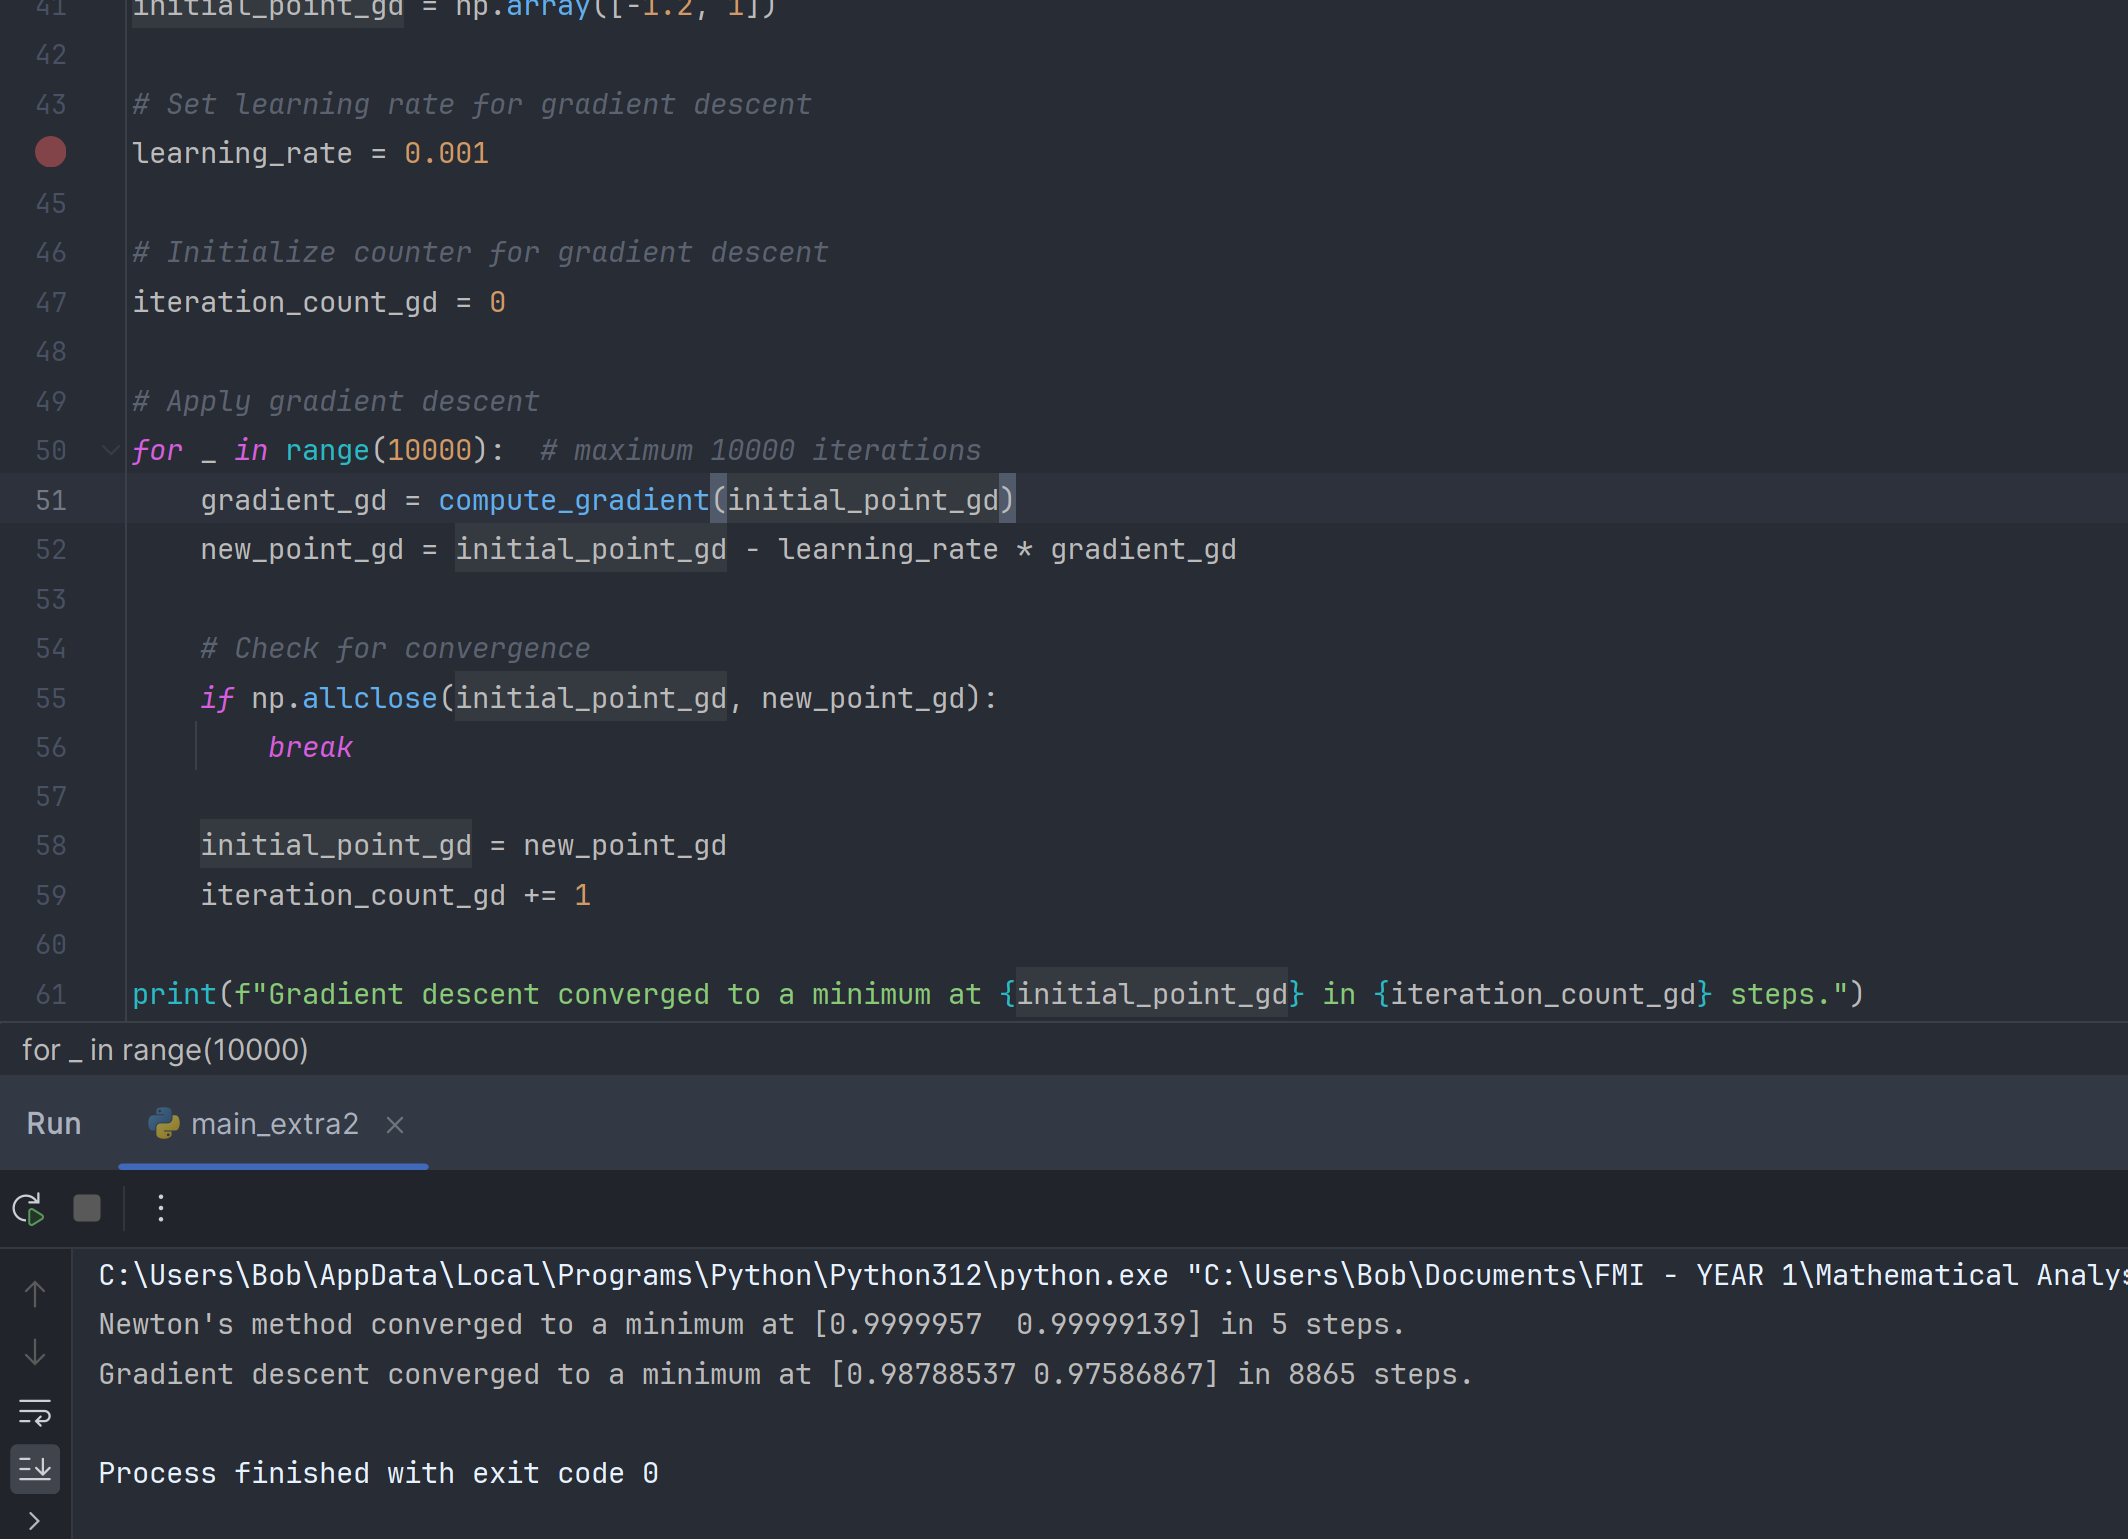 41 initial_point_gd = np.array([-1.2, 1])
42
43 # Set learning rate for gradient descent
learning_rate = 0.001
45
46 # Initialize counter for gradient descent
47 iteration_count_gd = 0
48
49 # Apply gradient descent
50 for _ in range(10000):  # maximum 10000 iterations
51     gradient_gd = compute_gradient(initial_point_gd)
52     new_point_gd = initial_point_gd - learning_rate * gradient_gd
53
54     # Check for convergence
55     if np.allclose(initial_point_gd, new_point_gd):
56         break
57
58     initial_point_gd = new_point_gd
59     iteration_count_gd += 1
60
61 print(f"Gradient descent converged to a minimum at {initial_point_gd} in {iteration_count_gd} steps.")
for _ in range(10000)
Run main_extra2
C:\Users\Bob\AppData\Local\Programs\Python\Python312\python.exe "C:\Users\Bob\Documents\FMI - YEAR 1\Mathematical Analys
Newton's method converged to a minimum at [0.9999957  0.99999139] in 5 steps.
Gradient descent converged to a minimum at [0.98788537 0.97586867] in 8865 steps.
Process finished with exit code 0